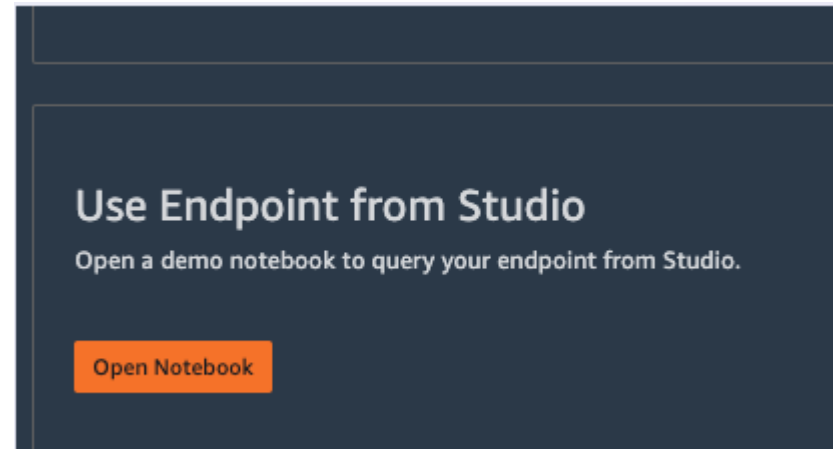 Use Endpoint from Studio
Open a demo notebook to query your endpoint from Studio.
Open Notebook